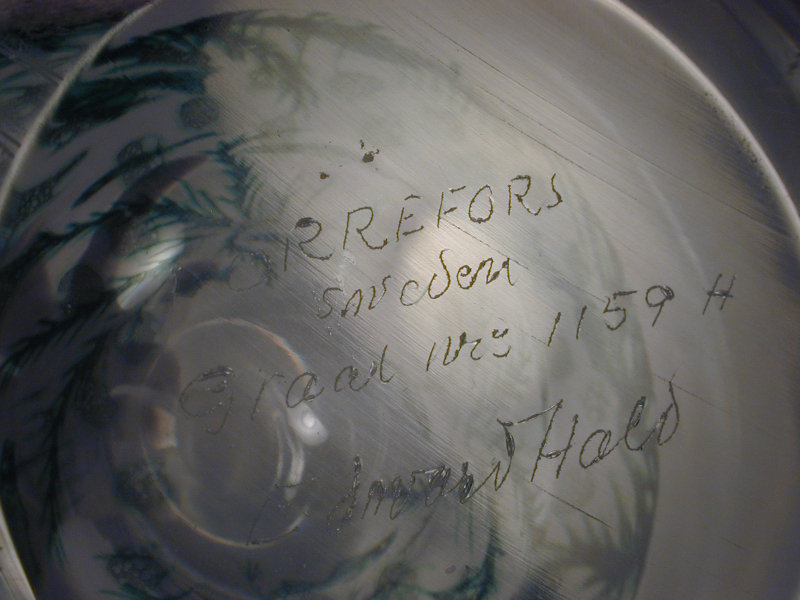 ORREFORS
Sweden
Graal Nr: 1159 H
Edward Hald